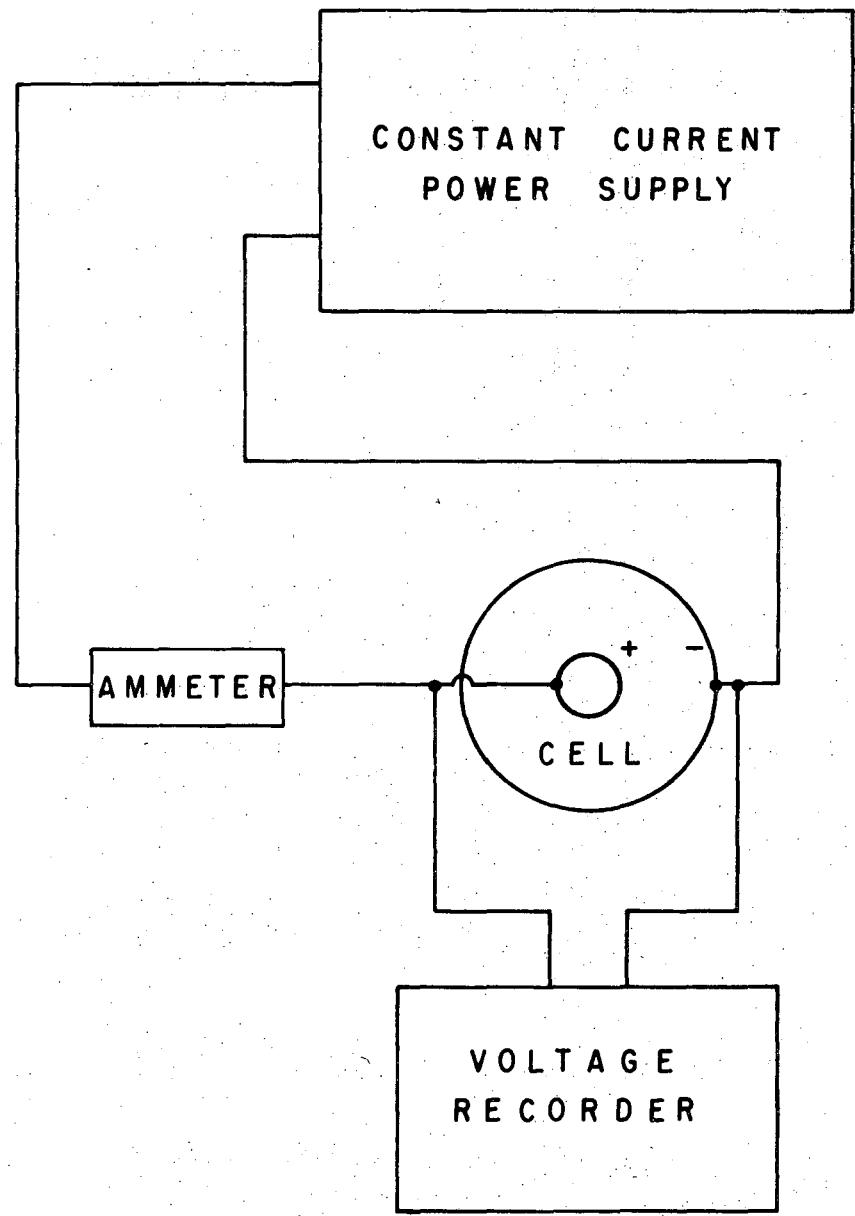 CONSTANT CURRENT
POWER SUPPLY
+ -
AMMETER
CELL
VOLTAGE
RECORDER